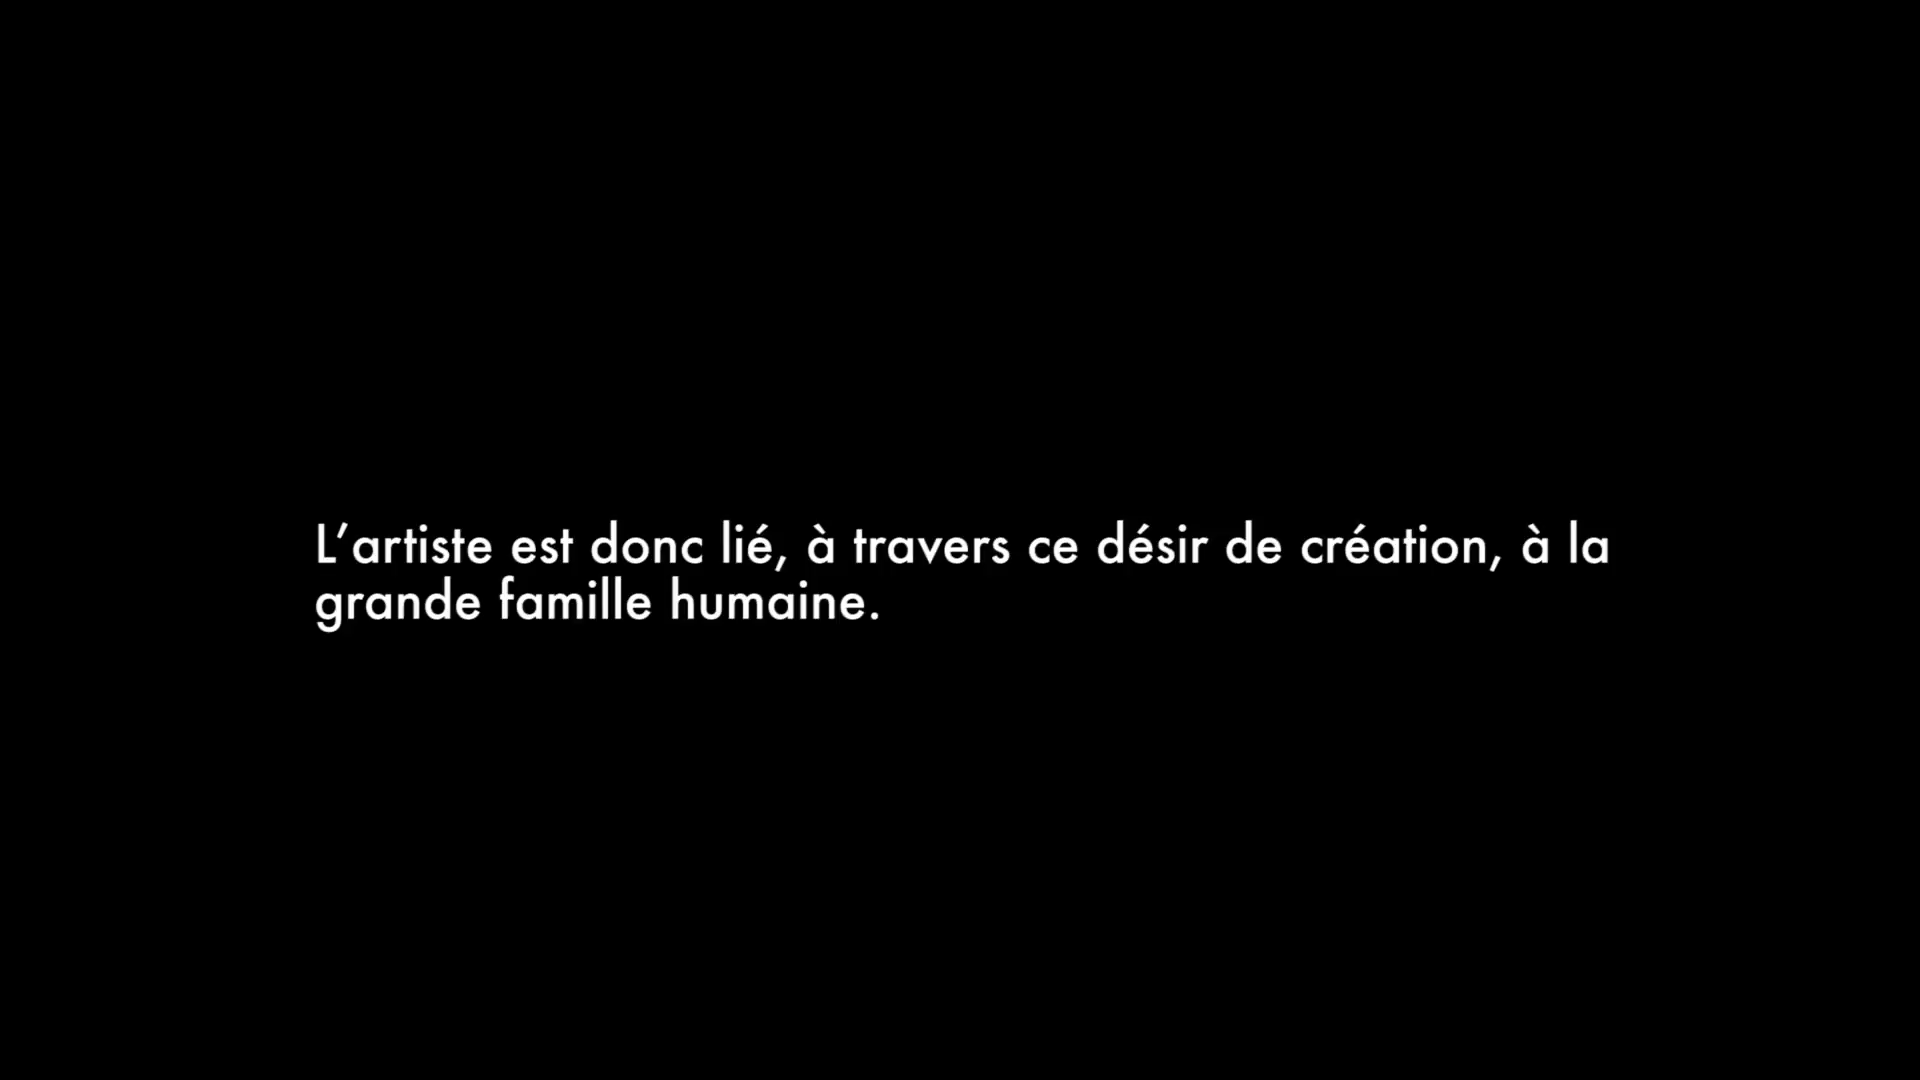 L’artiste est donc lié, à travers ce désir de création, à la
grande famille humaine.